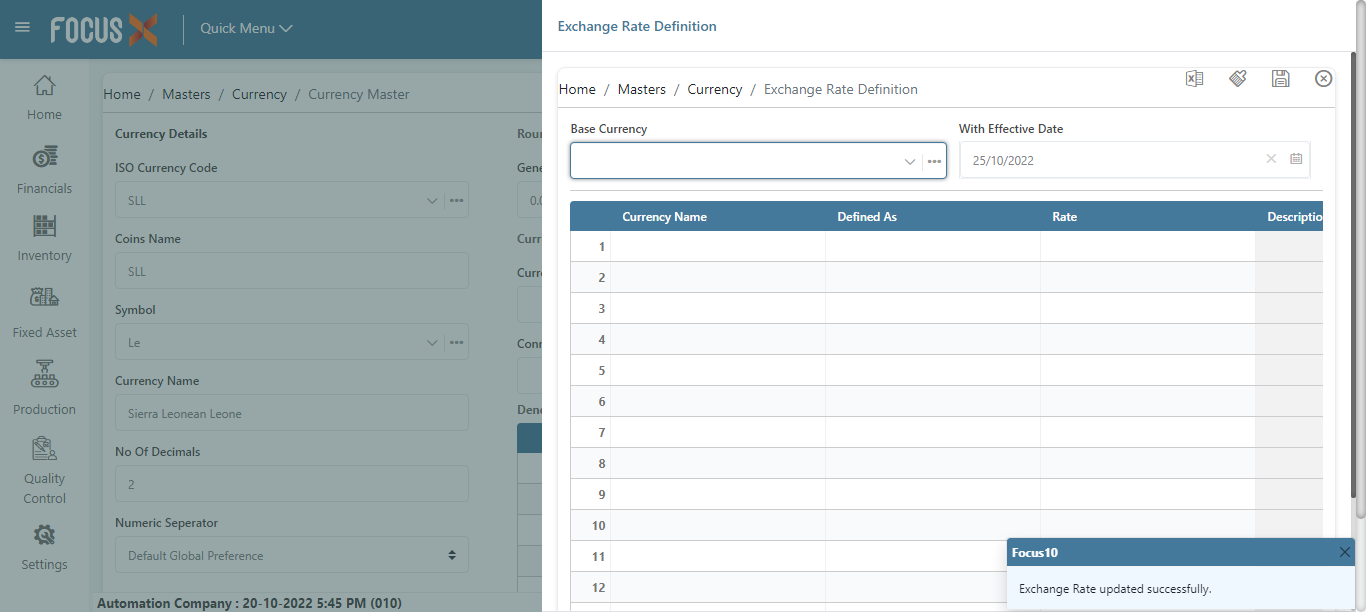 FOCUS X
Quick Menu
Home
Financials
Inventory
Fixed Asset
Production
Quality
Control
Settings
Home / Masters / Currency / Currency Master
Currency Details
ISO Currency Code
SLL
Coins Name
SLL
Symbol
Le
Currency Name
Sierra Leonean Leone
No Of Decimals
2
Numeric Seperator
Default Global Preference
Roun
Gene
0.0
Curr
Curre
Conn
Deno
Automation Company : 20-10-2022 5:45 PM (010)
Exchange Rate Definition
Home / Masters / Currency / Exchange Rate Definition
Base Currency
With Effective Date
25/10/2022
Currency Name Defined As Rate Descriptio
1
2
3
4
5
6
7
8
9
10
11
12
Focus10
Exchange Rate updated successfully.